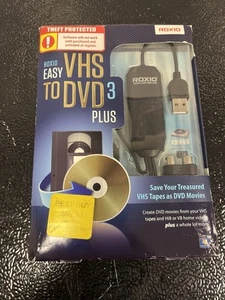 THEFT PROTECTED
Software will not work
until purchased and
activated at register.
ROXIO
ROXIO
EASY
VHS
TO DVD 3
PLUS
ROXIO
Save Your Treasured
VHS Tapes as DVD Movies
Create DVD movies from your VHS
tapes and Hi8 or V8 home video,
plus a whole lot more
BEST BUY